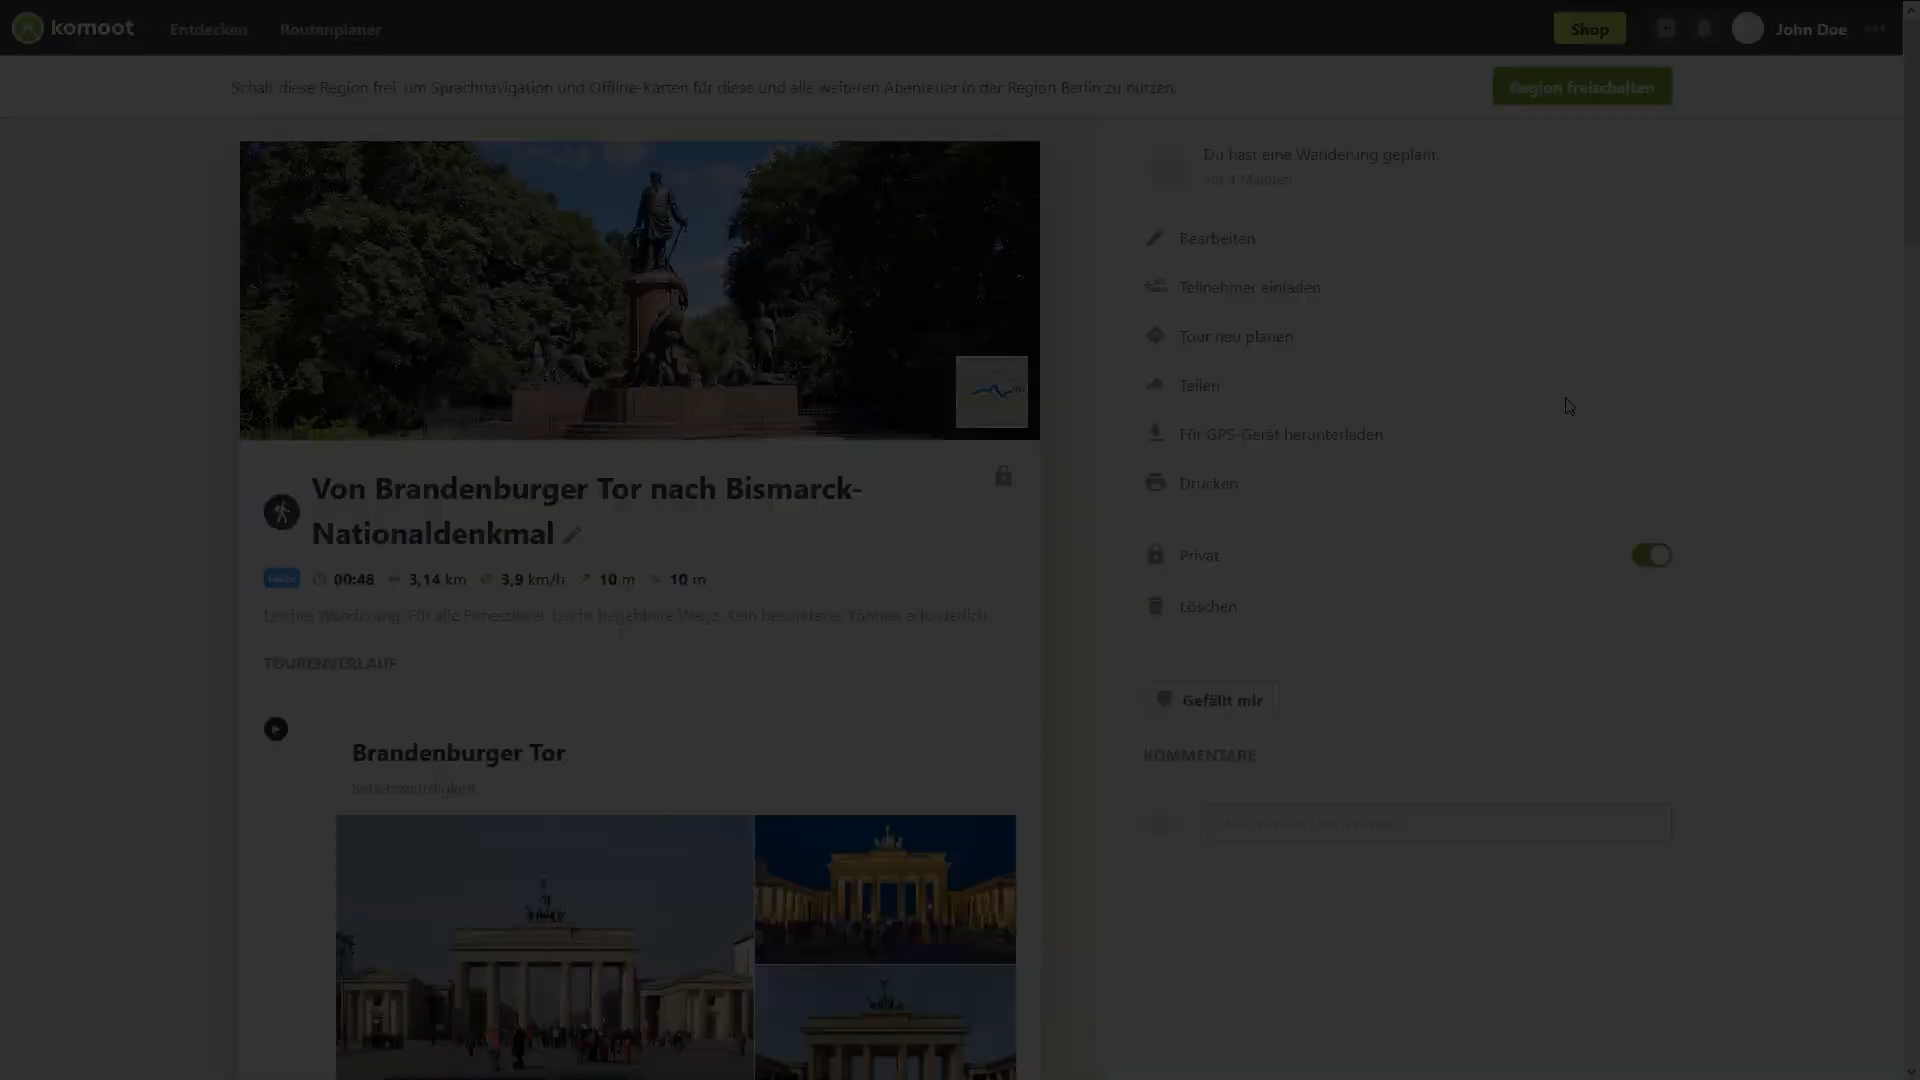 komoot
Entdecken
Routenplaner
Shop
John Doe
Schalt diese Region frei, um Sprachnavigation und Offline-Karten für diese und alle weiteren Abenteuer in der Region Berlin zu nutzen.
Region freischalten
Du hast eine Wanderung geplant.
Bearbeiten
Teilnehmer einladen
Tour neu planen
Teilen
Für GPS-Gerät herunterladen
Drucken
Privat
Löschen
Gefällt mir
KOMMENTARE
Von Brandenburger Tor nach Bismarck-
Nationaldenkmal
00:48 3,14 km 3,9 km/h 10 m 10 m
Leichte Wanderung. Für alle Fitnesslevel. Leicht begehbare Wege. Kein besonderes Können erforderlich.
TOURENVERLAUF
Brandenburger Tor
Sehenswürdigkeit